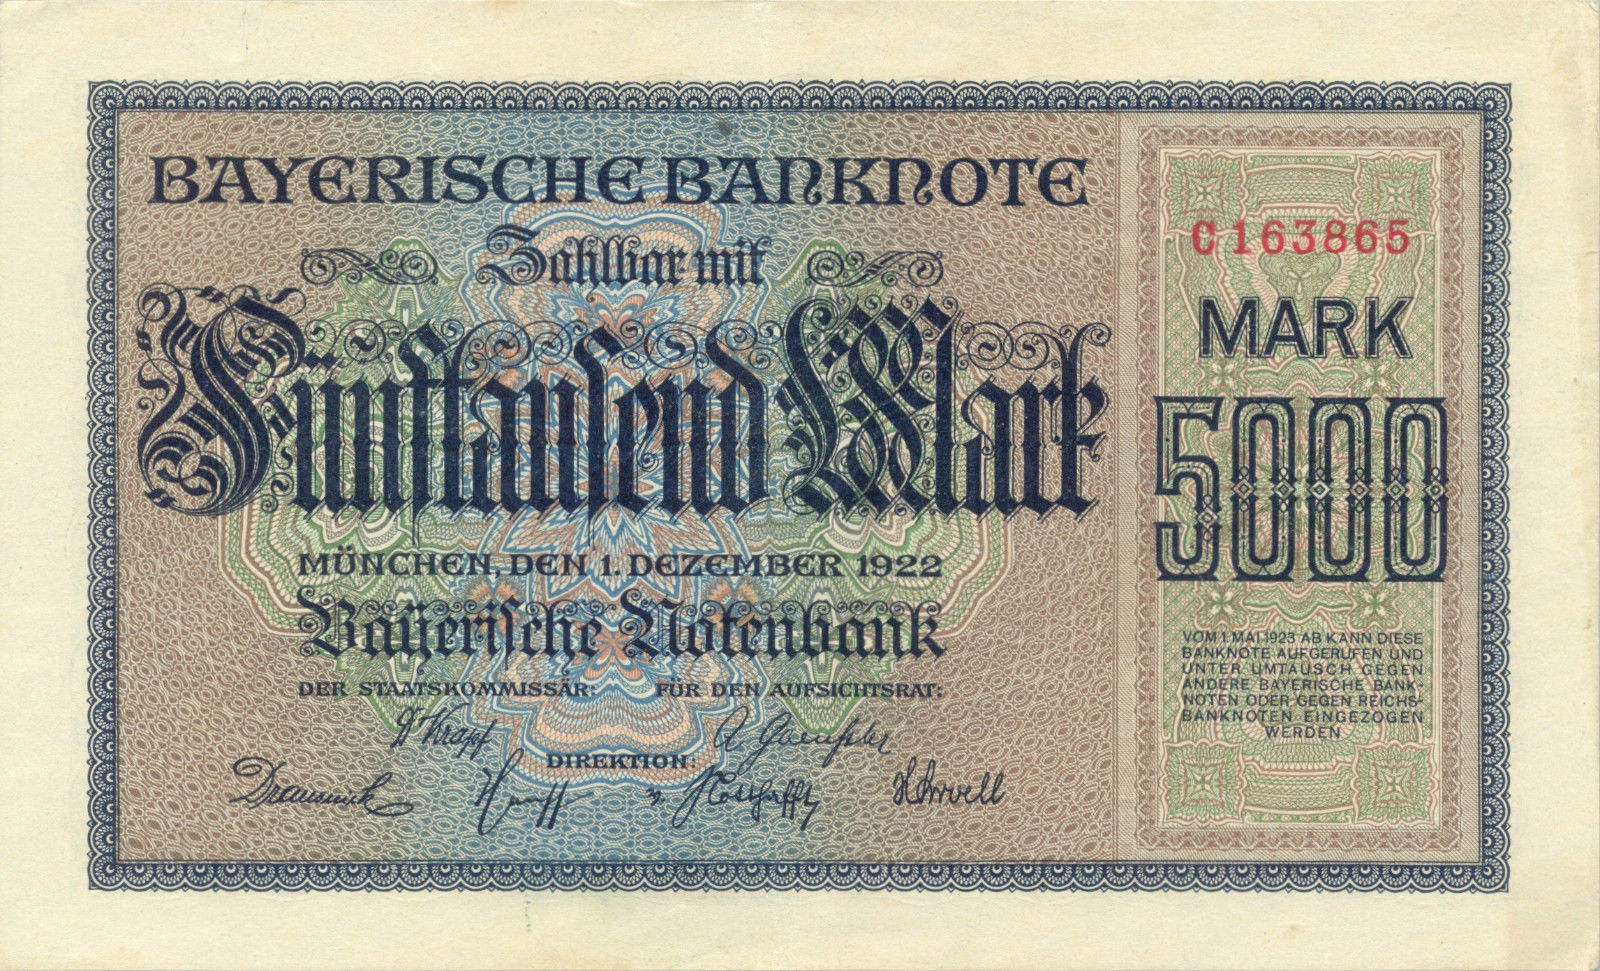 BAYERISCHE BANKNOTE
Zahlbar mit
Fünftausend Mark
MÜNCHEN, DEN 1. DEZEMBER 1922
Bayerische Notenbank
DER STAATSKOMMISSÄR: FÜR DEN AUFSICHTSRAT:
DIREKTION:
C163865
MARK
5000
VOM 1. MAI 1923 AB KANN DIESE
BANKNOTE AUFGERUFEN UND
UNTER UMTAUSCH GEGEN
ANDERE BAYERISCHE BANK-
NOTEN ODER GEGEN REICHS-
BANKNOTEN EINGEZOGEN
WERDEN